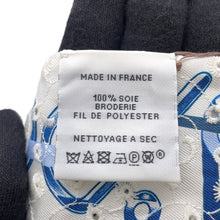 MADE IN FRANCE
100% SOIE
BRODERIE
FIL DE POLYESTER
NETTOYAGE A SEC